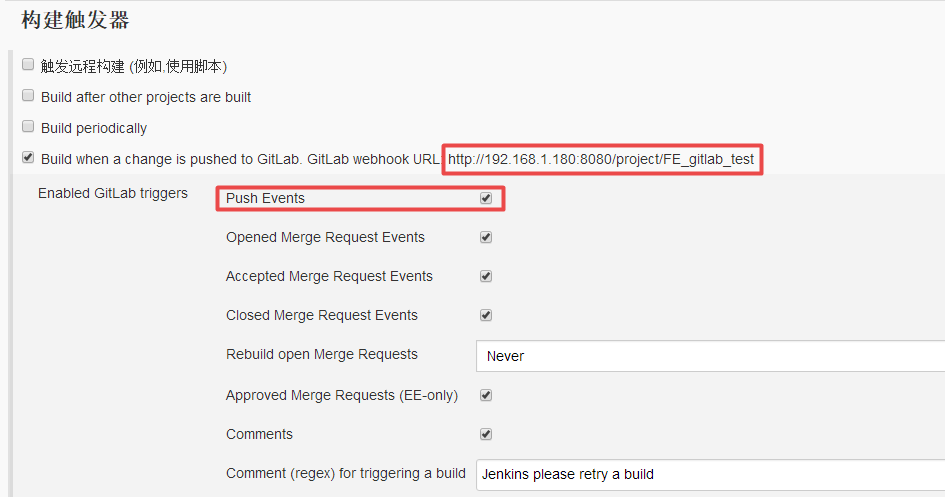 构建触发器
触发远程构建 (例如,使用脚本)
Build after other projects are built
Build periodically
Build when a change is pushed to GitLab. GitLab webhook URL: http://192.168.1.180:8080/project/FE_gitlab_test
Enabled GitLab triggers Push Events
Opened Merge Request Events
Accepted Merge Request Events
Closed Merge Request Events
Rebuild open Merge Requests Never
Approved Merge Requests (EE-only)
Comments
Comment (regex) for triggering a build Jenkins please retry a build